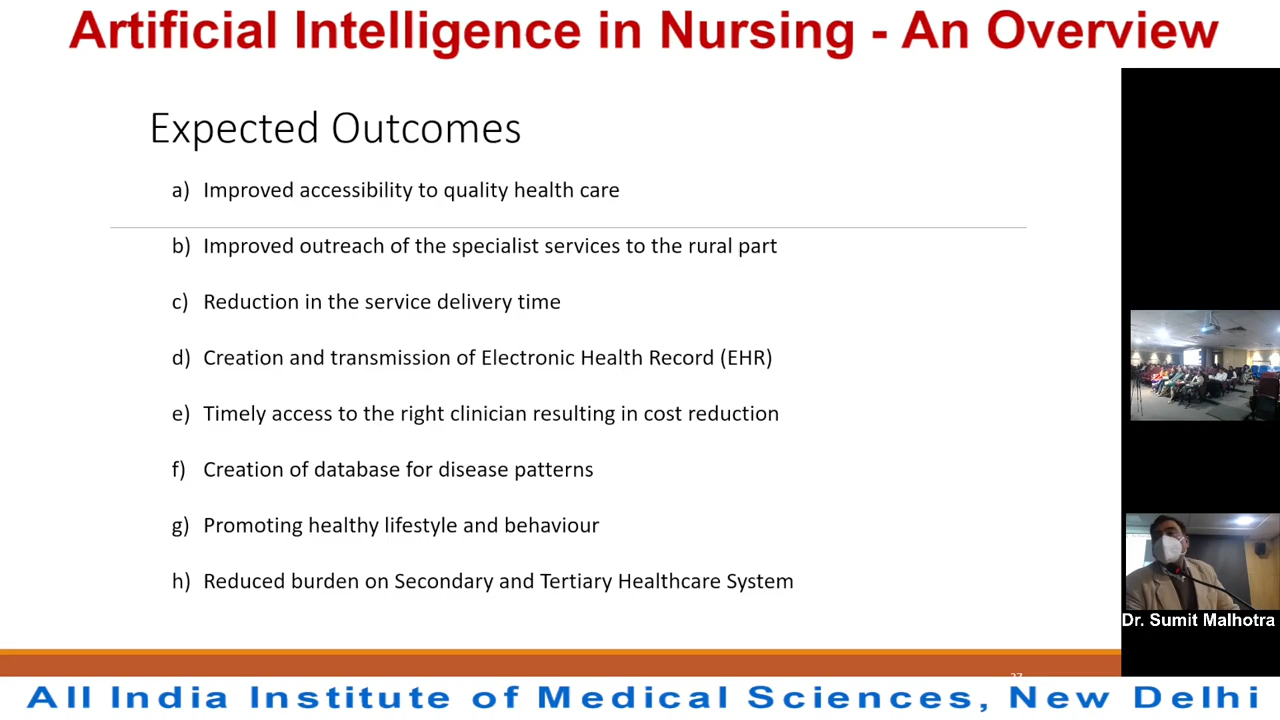 Artificial Intelligence in Nursing - An Overview
Expected Outcomes
a) Improved accessibility to quality health care
b) Improved outreach of the specialist services to the rural part
c) Reduction in the service delivery time
d) Creation and transmission of Electronic Health Record (EHR)
e) Timely access to the right clinician resulting in cost reduction
f) Creation of database for disease patterns
g) Promoting healthy lifestyle and behaviour
h) Reduced burden on Secondary and Tertiary Healthcare System
Dr. Sumit Malhotra
All India Institute of Medical Sciences, New Delhi